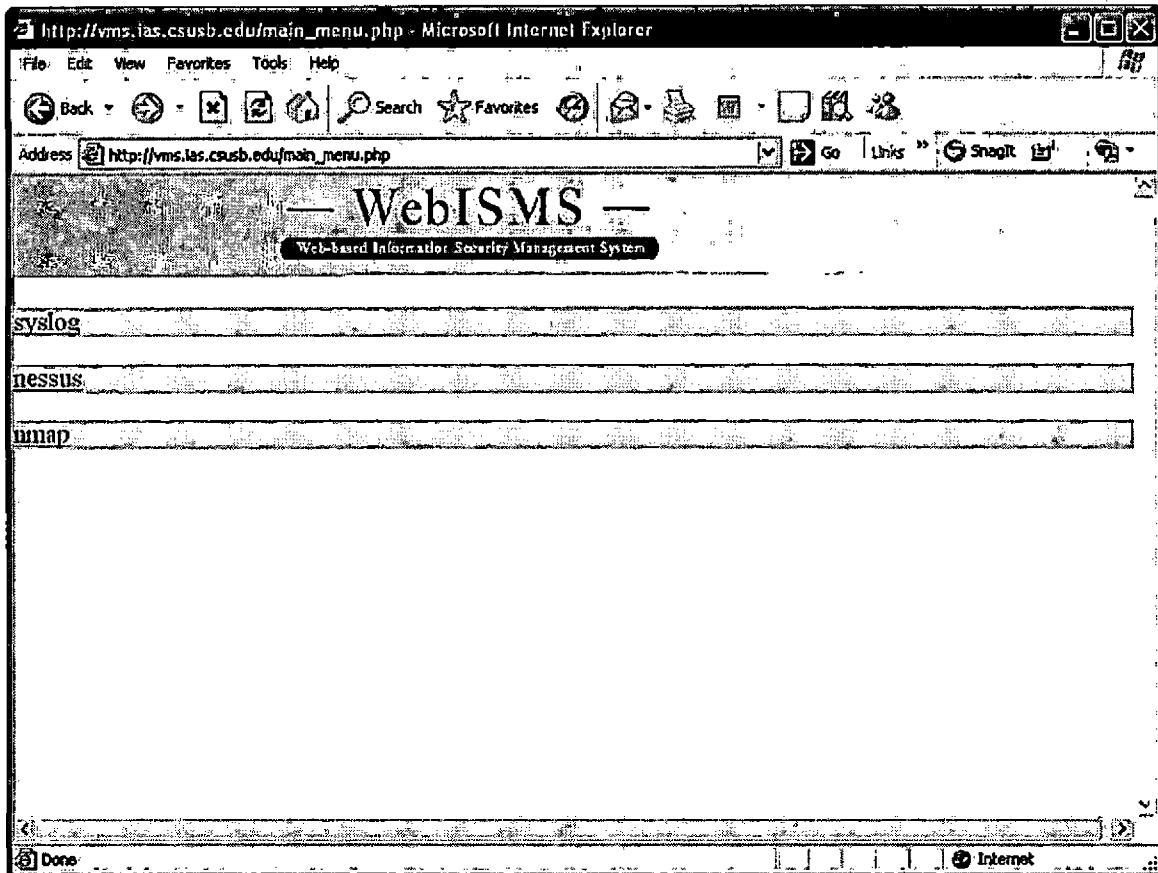 http://vms.ias.csusb.edu/main_menu.php - Microsoft Internet Explorer
File Edit View Favorites Tools Help
Back Search Favorites
Address http://vms.ias.csusb.edu/main_menu.php Go Links » SnagIt
— WebISMS —
Web-based Information Security Management System
syslog
nessus
nmap
Done Internet